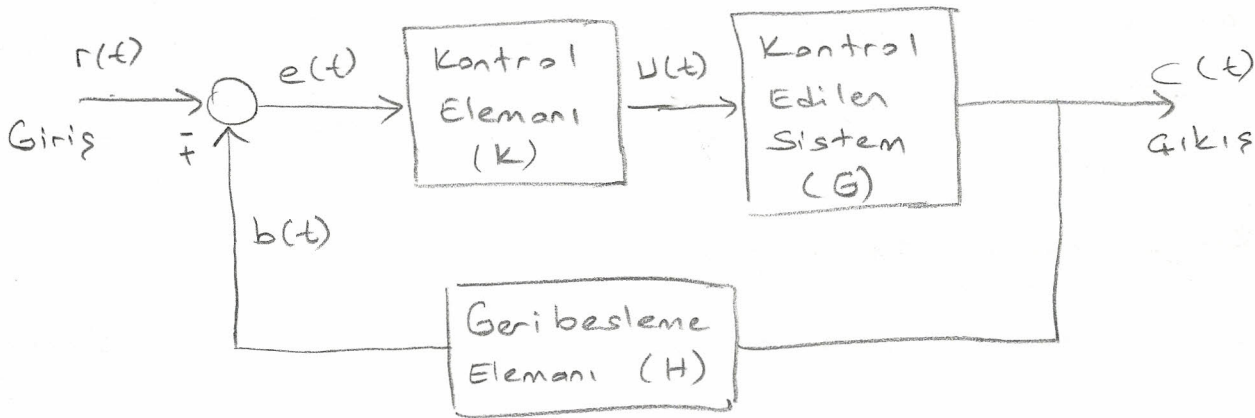 r(t)
Giriş
∓
e(t)
Kontrol
Elemanı
(K)
U(t)
Kontrol
Edilen
Sistem
(G)
C(t)
Çıkış
b(t)
Geribesleme
Elemanı (H)